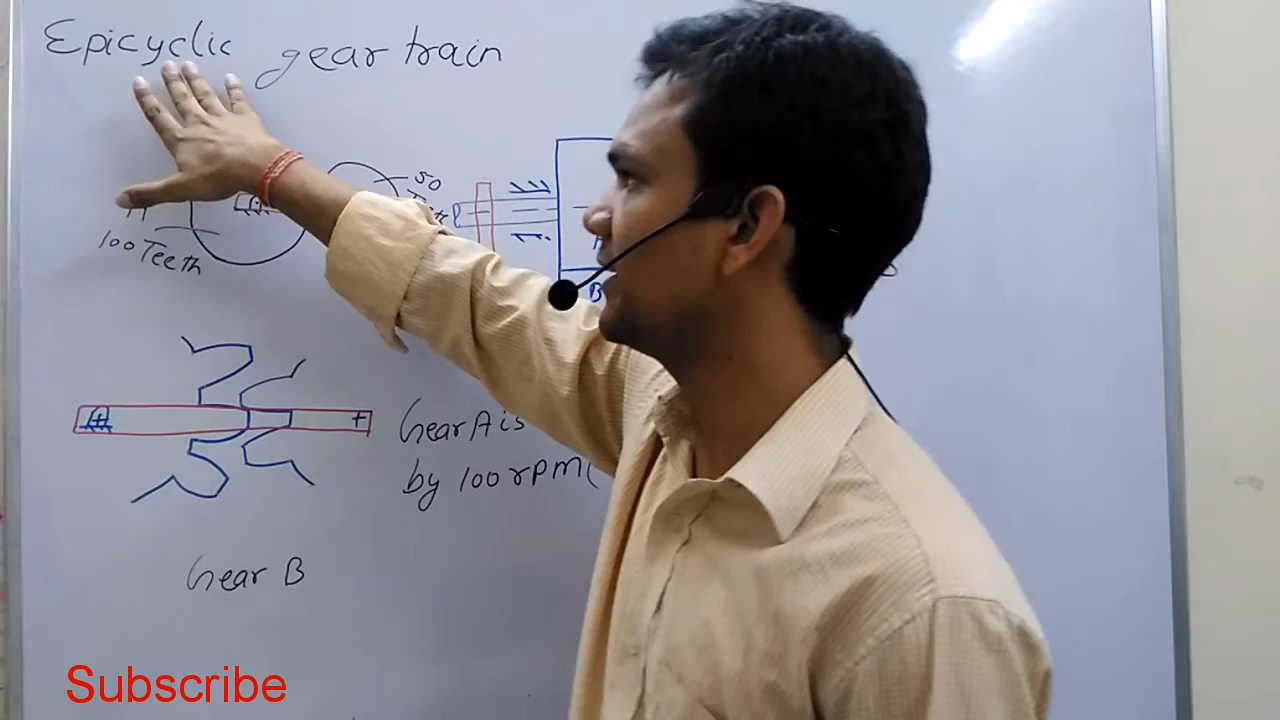 Epicyclic gear train
50
A
100 Teeth
B
Gear A is
by 100 rpm (
Gear B
Subscribe